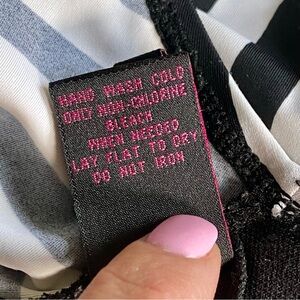 HAND WASH COLD
ONLY NON-CHLORINE
BLEACH
WHEN NEEDED
LAY FLAT TO DRY
DO NOT IRON